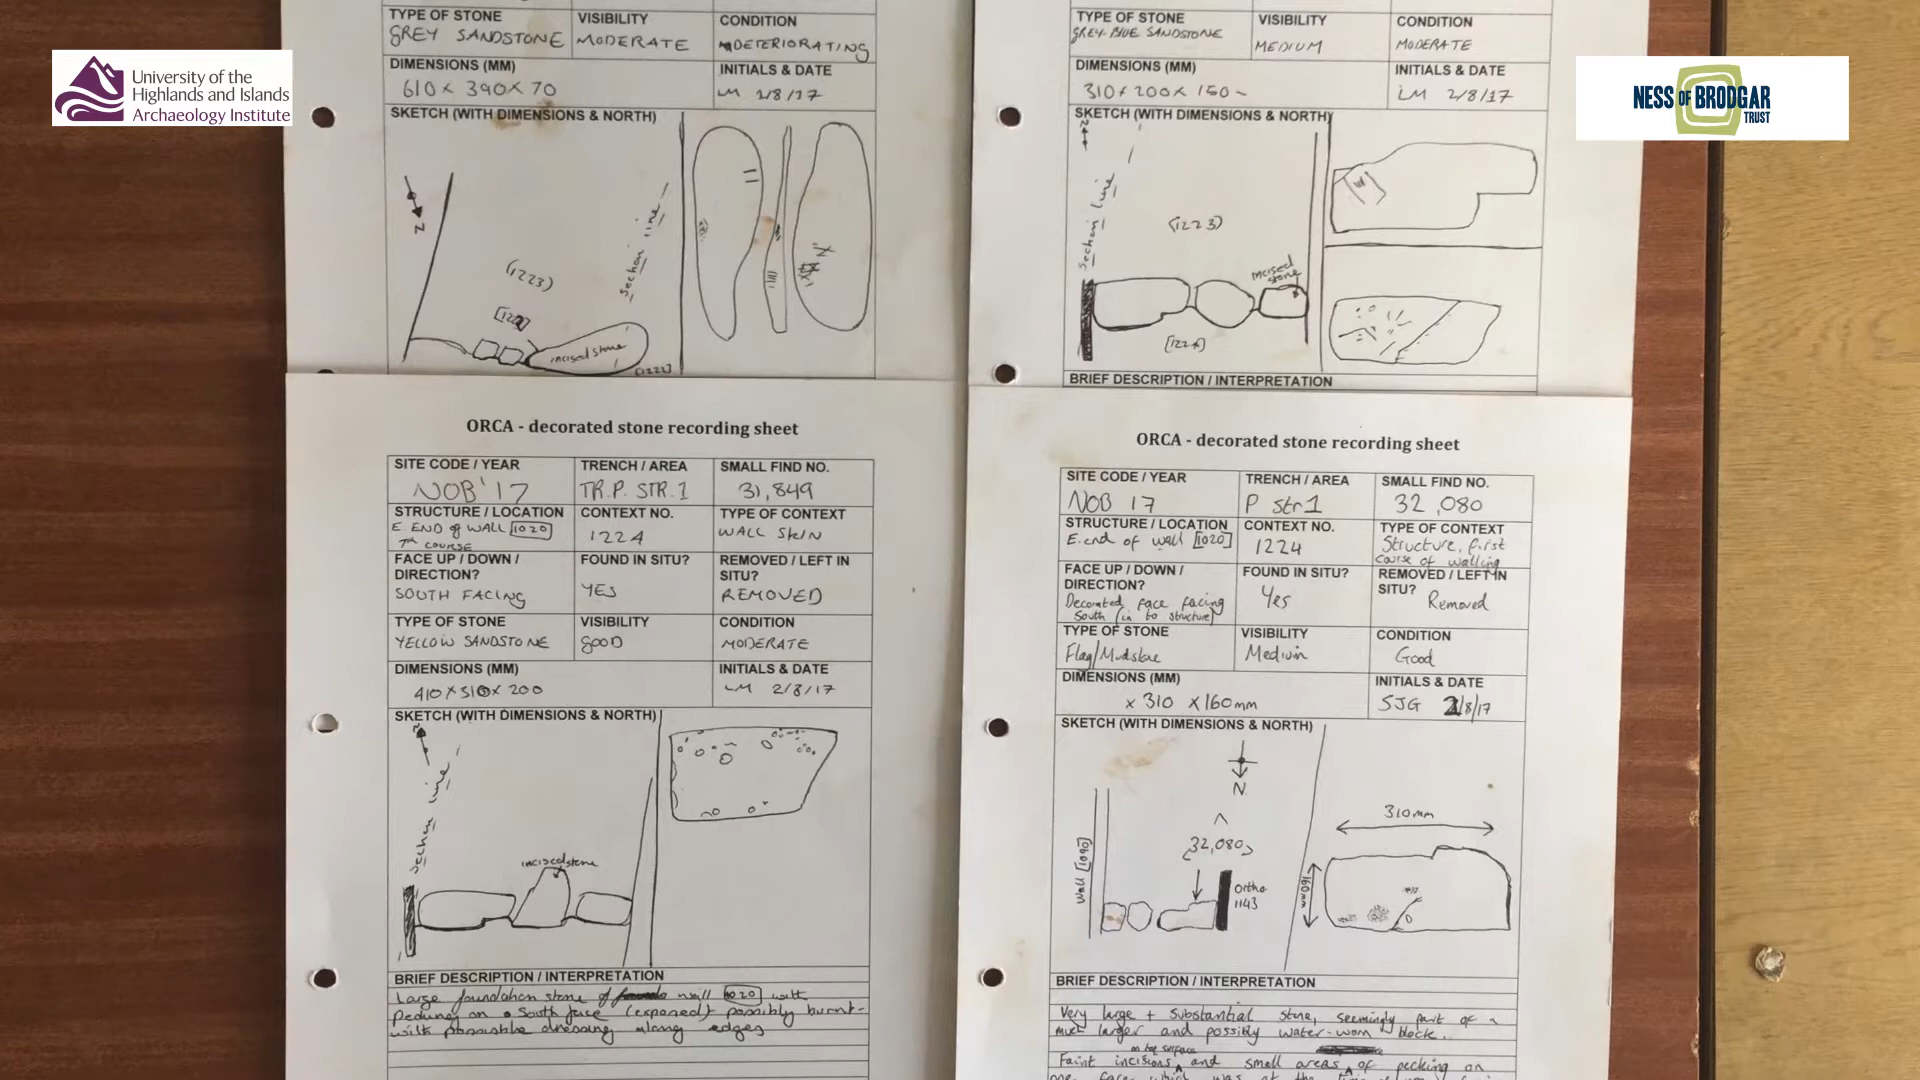 University of the
Highlands and Islands
Archaeology Institute
NESS OF BRODGAR
TRUST
TYPE OF STONE
GREY SANDSTONE
VISIBILITY
MODERATE
CONDITION
DETERIORATING
DIMENSIONS (MM)
610 x 390 x 70
INITIALS & DATE
LM 2/8/17
SKETCH (WITH DIMENSIONS & NORTH)
N
Section line
(1223)
incised stone
[1222]
TYPE OF STONE
GREY-BLUE SANDSTONE
VISIBILITY
MEDIUM
CONDITION
MODERATE
DIMENSIONS (MM)
310 x 200 x 150
INITIALS & DATE
LM 2/8/17
SKETCH (WITH DIMENSIONS & NORTH)
Section line
(1223)
incised
stone
[1224]
BRIEF DESCRIPTION / INTERPRETATION
ORCA - decorated stone recording sheet
SITE CODE / YEAR
NOB '17
TRENCH / AREA
TR.P. STR.1
SMALL FIND NO.
31,849
STRUCTURE / LOCATION
E. END of WALL [1020]
7th COURSE
CONTEXT NO.
1224
TYPE OF CONTEXT
WALL SKIN
FACE UP / DOWN /
DIRECTION?
SOUTH FACING
FOUND IN SITU?
YES
REMOVED / LEFT IN
SITU?
REMOVED
TYPE OF STONE
YELLOW SANDSTONE
VISIBILITY
GOOD
CONDITION
MODERATE
DIMENSIONS (MM)
410 x 510 x 200
INITIALS & DATE
LM 2/8/17
SKETCH (WITH DIMENSIONS & NORTH)
Section line
incised stone
BRIEF DESCRIPTION / INTERPRETATION
Large foundation stone of wall [1020] with
pecking on South face (exposed) possibly burnt-
with possible dressing along edges
ORCA - decorated stone recording sheet
SITE CODE / YEAR
NOB 17
TRENCH / AREA
P Str1
SMALL FIND NO.
32,080
STRUCTURE / LOCATION
E. end of wall [1020]
CONTEXT NO.
1224
TYPE OF CONTEXT
Structure, first
course of walling
FACE UP / DOWN /
DIRECTION?
Decorated face facing
South (in to structure)
FOUND IN SITU?
Yes
REMOVED / LEFT IN
SITU?
Removed
TYPE OF STONE
Flag/Mudstone
VISIBILITY
Medium
CONDITION
Good
DIMENSIONS (MM)
x 310 x 160mm
INITIALS & DATE
SJG 2/8/17
SKETCH (WITH DIMENSIONS & NORTH)
N
Wall [1090]
32,080
Ortho
1143
310mm
160mm
BRIEF DESCRIPTION / INTERPRETATION
Very large + substantial stone, seemingly part of a
much larger and possibly water-worn block.
on top surface
Faint incisions and small areas of pecking on